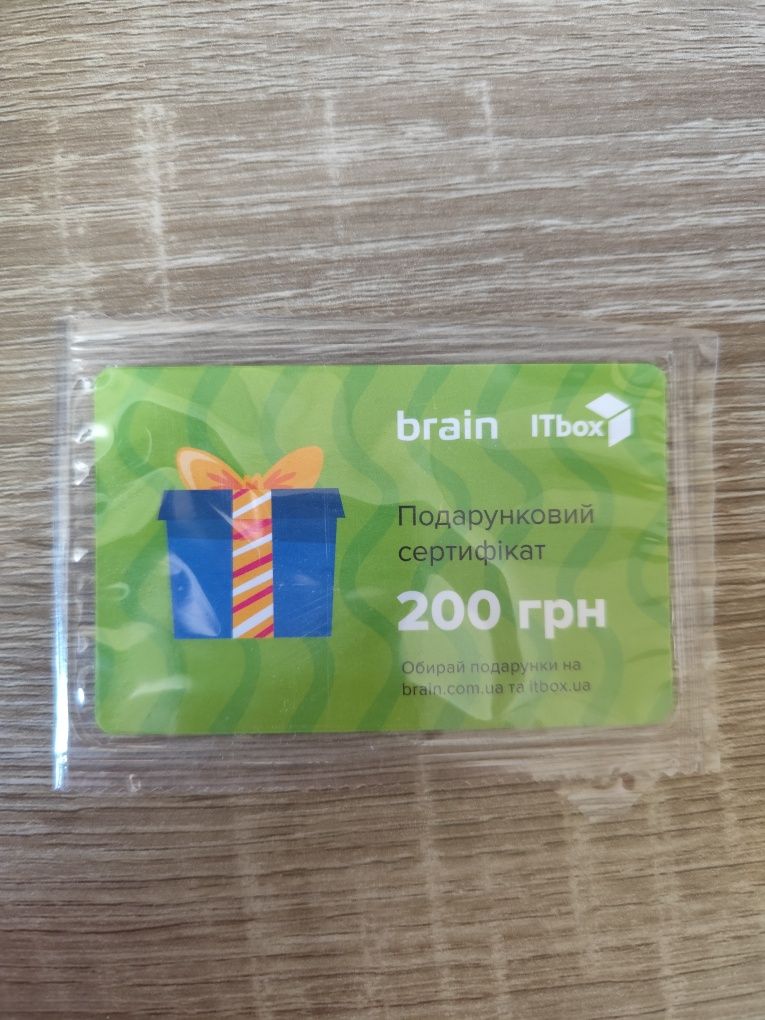 brain ITbox
Подарунковий
сертифікат
200 грн
Обирай подарунки на
brain.com.ua та itbox.ua